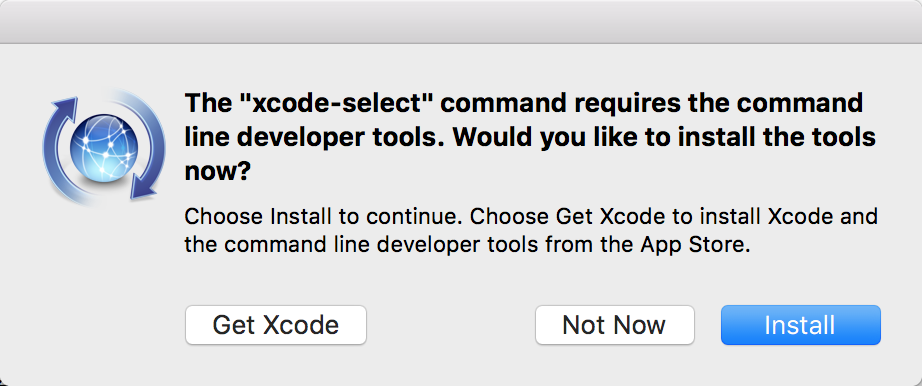 The "xcode-select" command requires the command
line developer tools. Would you like to install the tools
now?
Choose Install to continue. Choose Get Xcode to install Xcode and
the command line developer tools from the App Store.
Get Xcode
Not Now
Install